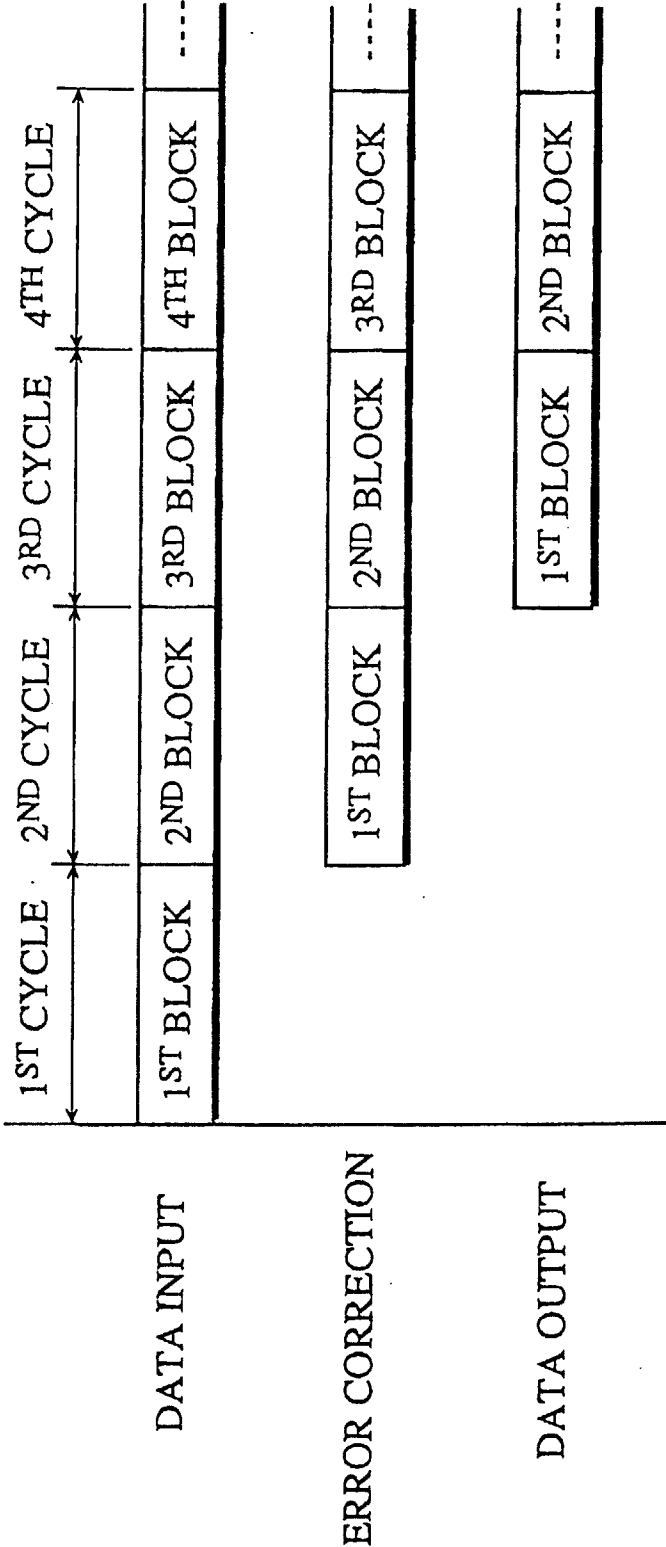 1ST CYCLE 2ND CYCLE 3RD CYCLE 4TH CYCLE
DATA INPUT 1ST BLOCK 2ND BLOCK 3RD BLOCK 4TH BLOCK ----
ERROR CORRECTION 1ST BLOCK 2ND BLOCK 3RD BLOCK ----
DATA OUTPUT 1ST BLOCK 2ND BLOCK ----